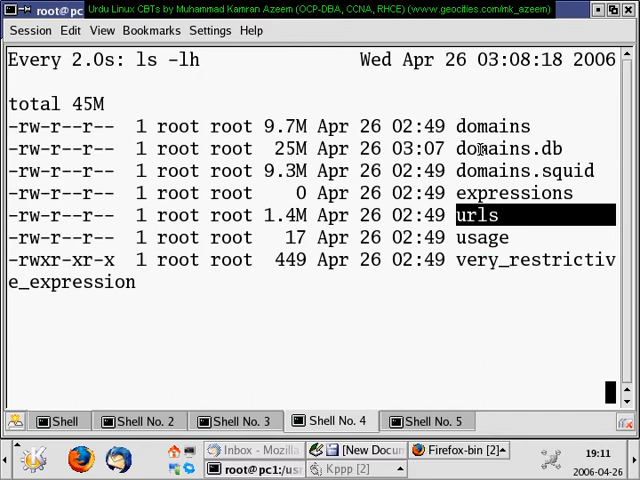 root@p
Urdu Linux CBTs by Muhammad Kamran Azeem (OCP-DBA, CCNA, RHCE) (www.geocities.com/mk_azeem)
Session Edit View Bookmarks Settings Help
Every 2.0s: ls -lh Wed Apr 26 03:08:18 2006
total 45M
-rw-r--r-- 1 root root 9.7M Apr 26 02:49 domains
-rw-r--r-- 1 root root 25M Apr 26 03:07 domains.db
-rw-r--r-- 1 root root 9.3M Apr 26 02:49 domains.squid
-rw-r--r-- 1 root root 0 Apr 26 02:49 expressions
-rw-r--r-- 1 root root 1.4M Apr 26 02:49 urls
-rw-r--r-- 1 root root 17 Apr 26 02:49 usage
-rwxr-xr-x 1 root root 449 Apr 26 02:49 very_restrictiv
e_expression
Shell Shell No. 2 Shell No. 3 Shell No. 4 Shell No. 5
Inbox - Mozilla [New Docum Firefox-bin [2]
root@pc1:/usr Kppp [2]
19:11
2006-04-26